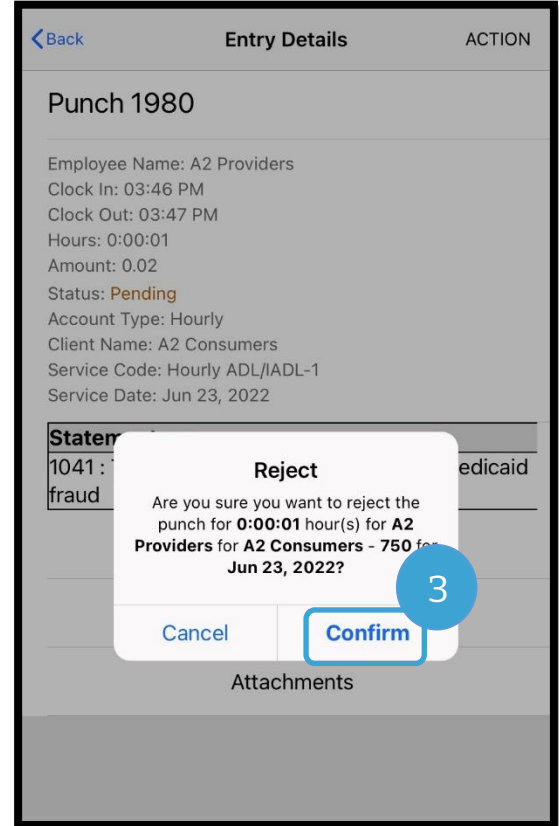 Back Entry Details ACTION
Punch 1980
Employee Name: A2 Providers
Clock In: 03:46 PM
Clock Out: 03:47 PM
Hours: 0:00:01
Amount: 0.02
Status: Pending
Account Type: Hourly
Client Name: A2 Consumers
Service Code: Hourly ADL/IADL-1
Service Date: Jun 23, 2022
1041 : edicaid
fraud
Reject
Are you sure you want to reject the
punch for 0:00:01 hour(s) for A2
Providers for A2 Consumers - 750 for
Jun 23, 2022?
3
Cancel Confirm
Attachments